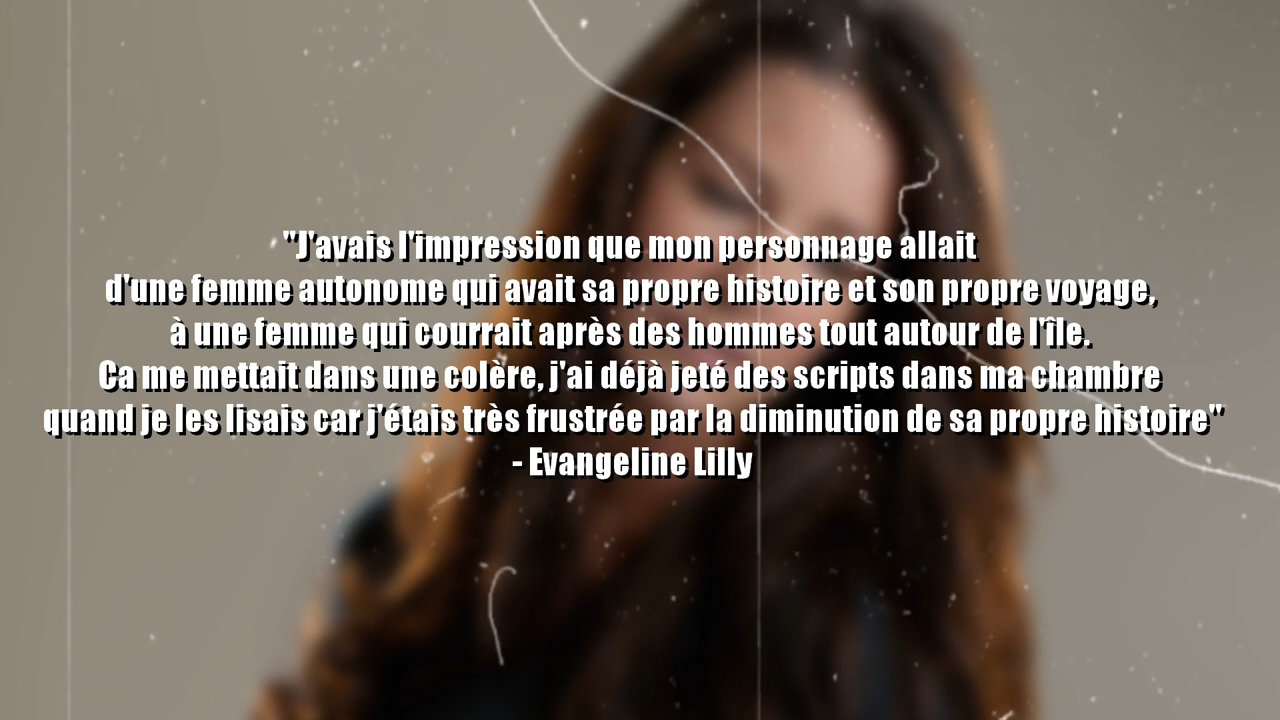 "J'avais l'impression que mon personnage allait
d'une femme autonome qui avait sa propre histoire et son propre voyage,
à une femme qui courrait après des hommes tout autour de l'île.
Ca me mettait dans une colère, j'ai déjà jeté des scripts dans ma chambre
quand je les lisais car j'étais très frustrée par la diminution de sa propre histoire"
- Evangeline Lilly